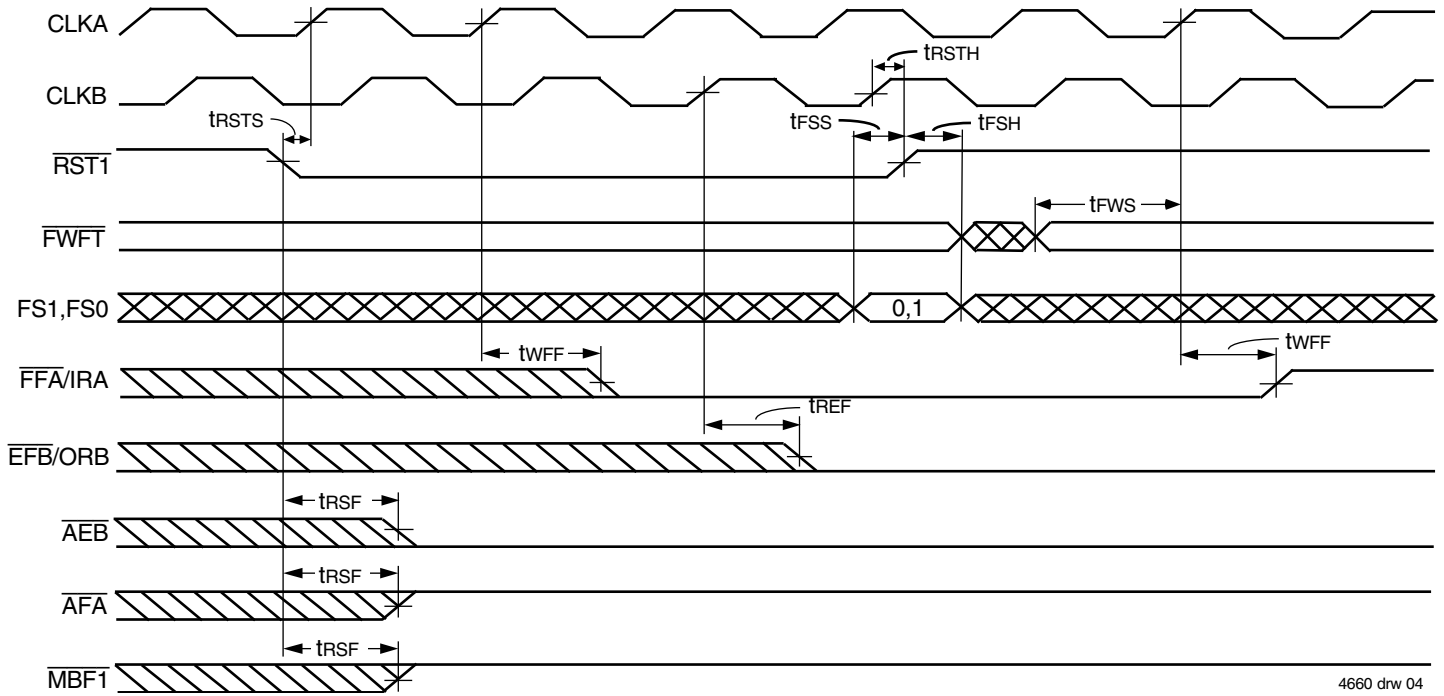 CLKA
tRSTH
CLKB
tRSTS
tFSS
tFSH
RST1
tFWS
FWFT
FS1,FS0
0,1
tWFF
tWFF
FFA/IRA
tREF
EFB/ORB
tRSF
AEB
tRSF
AFA
tRSF
MBF1
4660 drw 04